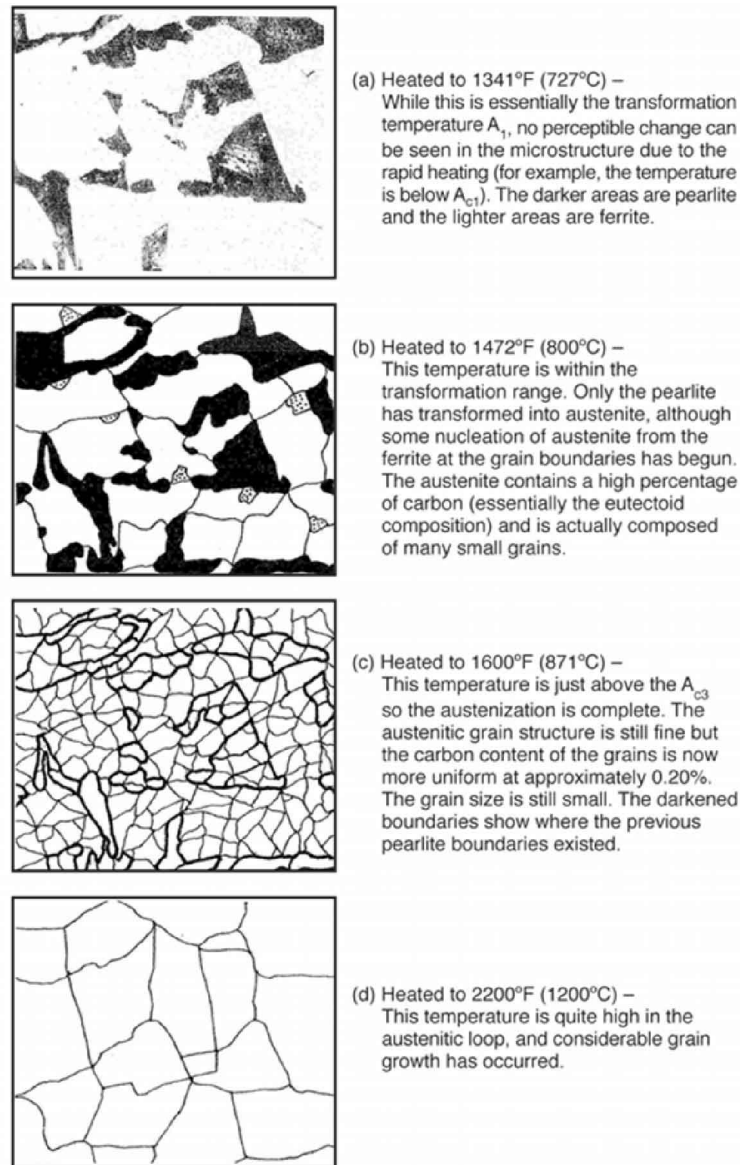 (a) Heated to 1341°F (727°C) –
While this is essentially the transformation
temperature A1, no perceptible change can
be seen in the microstructure due to the
rapid heating (for example, the temperature
is below Ac1). The darker areas are pearlite
and the lighter areas are ferrite.
(b) Heated to 1472°F (800°C) –
This temperature is within the
transformation range. Only the pearlite
has transformed into austenite, although
some nucleation of austenite from the
ferrite at the grain boundaries has begun.
The austenite contains a high percentage
of carbon (essentially the eutectoid
composition) and is actually composed
of many small grains.
(c) Heated to 1600°F (871°C) –
This temperature is just above the Ac3
so the austenization is complete. The
austenitic grain structure is still fine but
the carbon content of the grains is now
more uniform at approximately 0.20%.
The grain size is still small. The darkened
boundaries show where the previous
pearlite boundaries existed.
(d) Heated to 2200°F (1200°C) –
This temperature is quite high in the
austenitic loop, and considerable grain
growth has occurred.